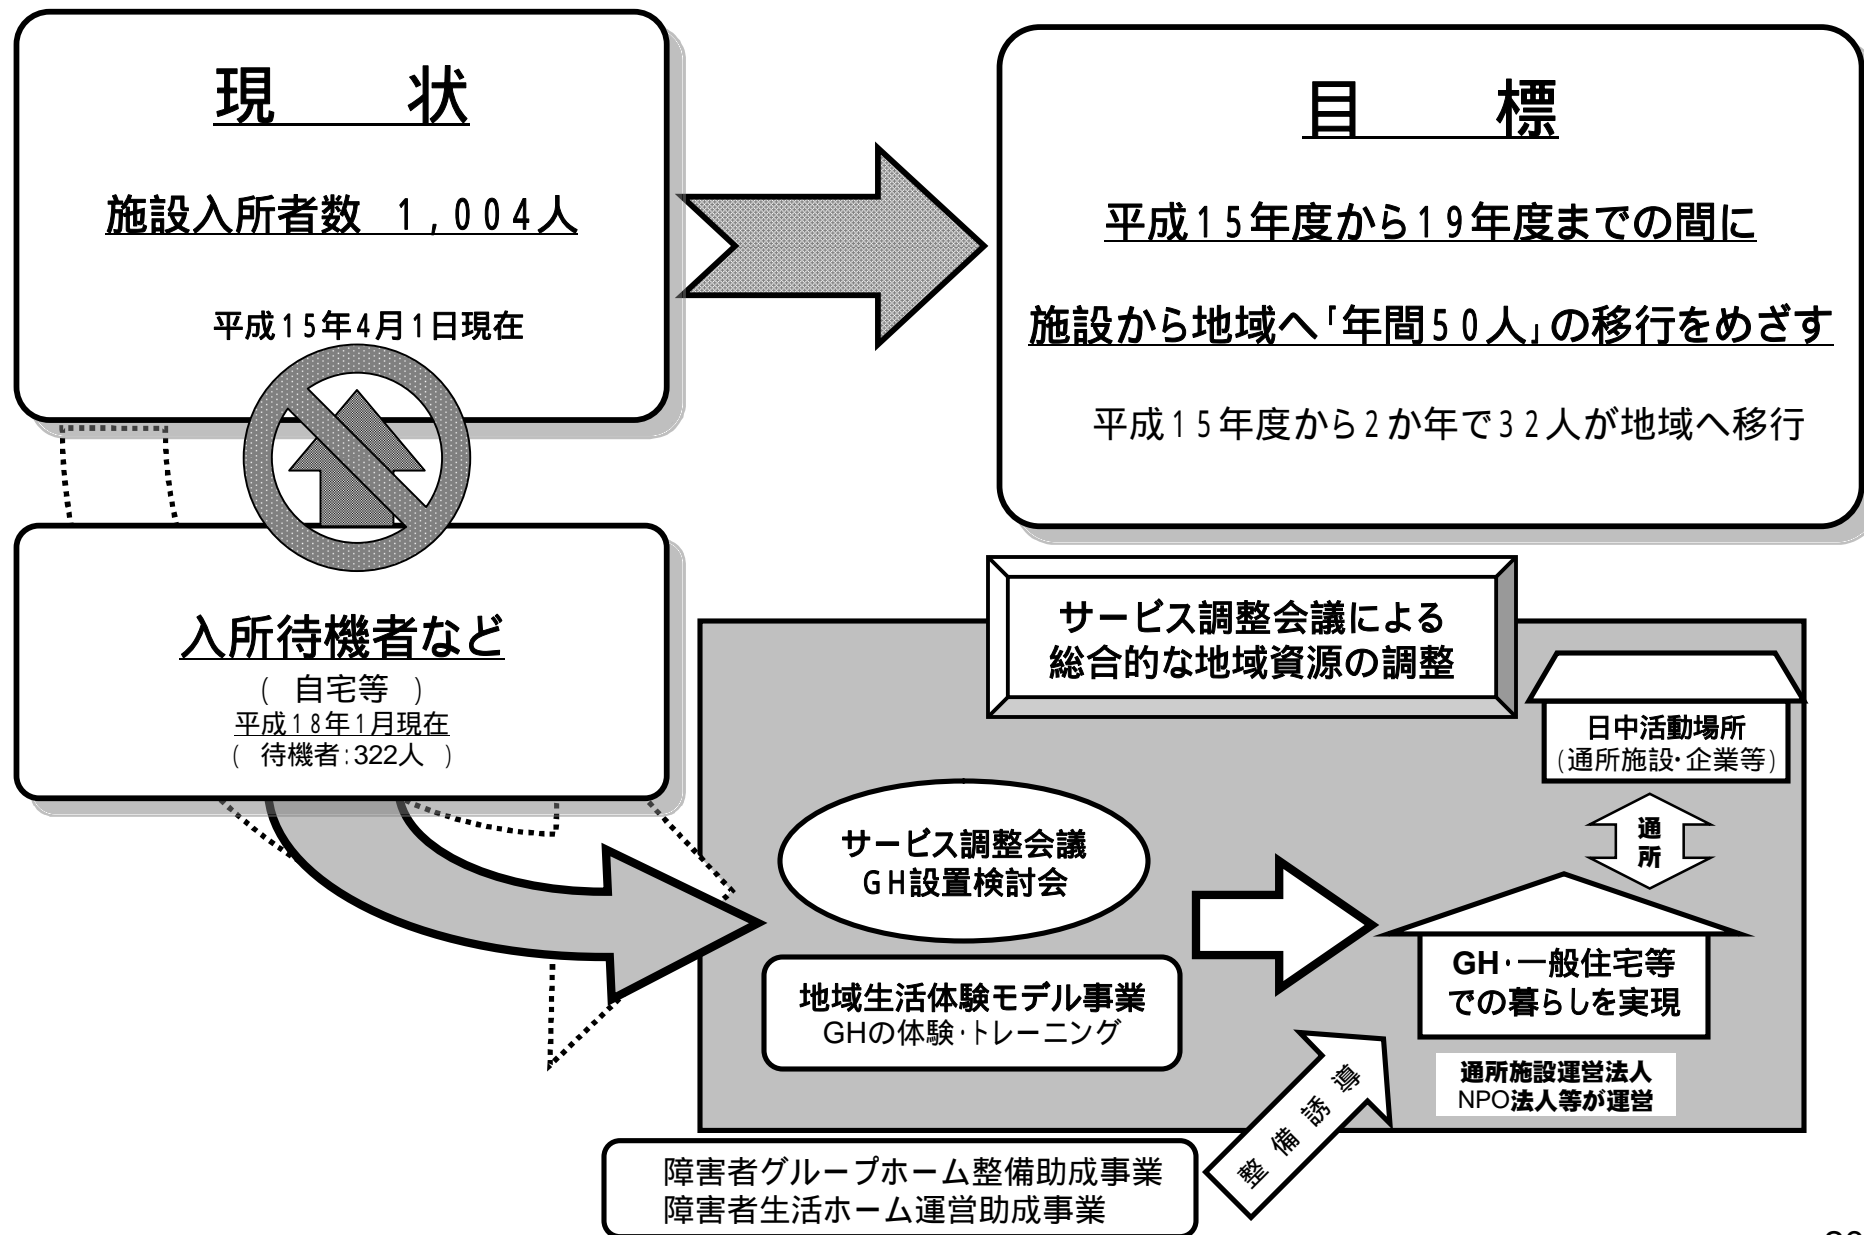 現　　状
施設入所者数　１,００４人
平成１５年４月１日現在
目　　標
平成１５年度から１９年度までの間に
施設から地域へ「年間５０人」の移行をめざす
平成１５年度から２か年で３２人が地域へ移行
入所待機者など
(　自宅等　)
平成１８年１月現在
(　待機者:322人　)
サービス調整会議による
総合的な地域資源の調整
日中活動場所
(通所施設・企業等)
通
所
サービス調整会議
ＧＨ設置検討会
GH・一般住宅等
での暮らしを実現
地域生活体験モデル事業
GHの体験・トレーニング
通所施設運営法人
NPO法人等が運営
整備誘導
障害者グループホーム整備助成事業
障害者生活ホーム運営助成事業